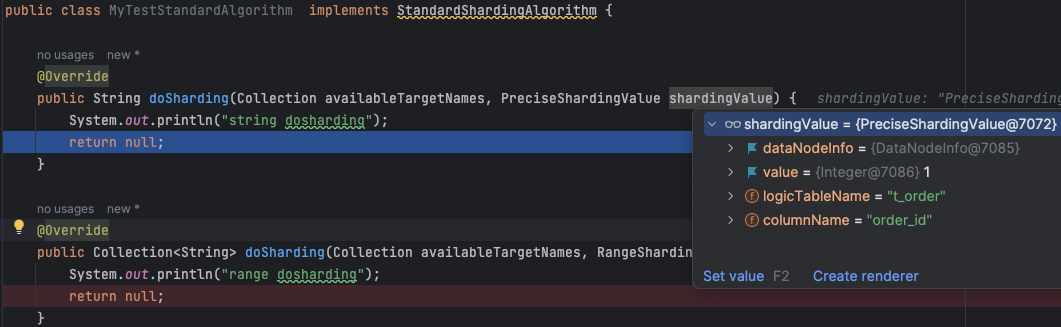 public class MyTestStandardAlgorithm  implements StandardShardingAlgorithm {
no usages   new *
@Override
public String doSharding(Collection availableTargetNames, PreciseShardingValue shardingValue) {   shardingValue: "PreciseSharding
System.out.println("string dosharding");
return null;
}
no usages   new *
@Override
public Collection<String> doSharding(Collection availableTargetNames, RangeShardin
System.out.println("range dosharding");
return null;
}
shardingValue = {PreciseShardingValue@7072}
dataNodeInfo = {DataNodeInfo@7085}
value = {Integer@7086} 1
logicTableName = "t_order"
columnName = "order_id"
Set value  F2    Create renderer